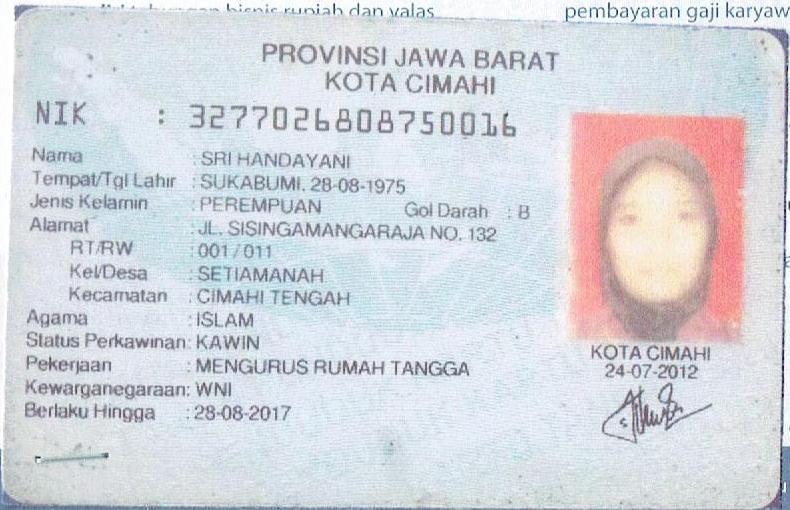 bisnis rupiah dan valas
pembayaran gaji karyaw
PROVINSI JAWA BARAT
KOTA CIMAHI
NIK : 3277026808750016
Nama : SRI HANDAYANI
Tempat/Tgl Lahir : SUKABUMI, 28-08-1975
Jenis Kelamin : PEREMPUAN Gol Darah : B
Alamat : JL. SISINGAMANGARAJA NO. 132
RT/RW : 001/011
Kel/Desa : SETIAMANAH
Kecamatan : CIMAHI TENGAH
Agama : ISLAM
Status Perkawinan: KAWIN
Pekerjaan : MENGURUS RUMAH TANGGA
Kewarganegaraan: WNI
Berlaku Hingga : 28-08-2017
KOTA CIMAHI
24-07-2012